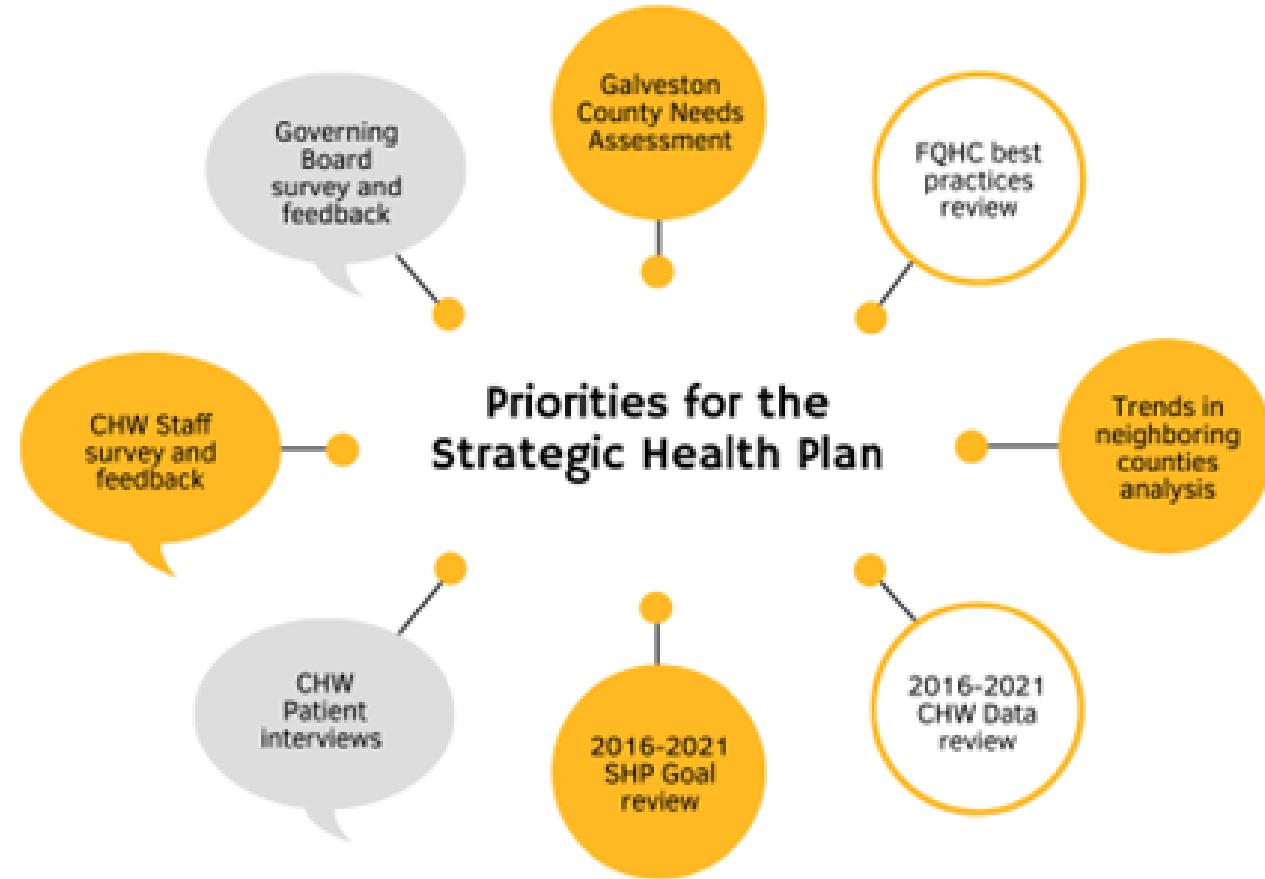 Galveston
County Needs
Assessment
Governing
Board
survey and
feedback
FQHC best
practices
review
Priorities for the
Strategic Health Plan
CHW Staff
survey and
feedback
Trends in
neighboring
counties
analysis
CHW
Patient
interviews
2016-2021
SHP Goal
review
2016-2021
CHW Data
review